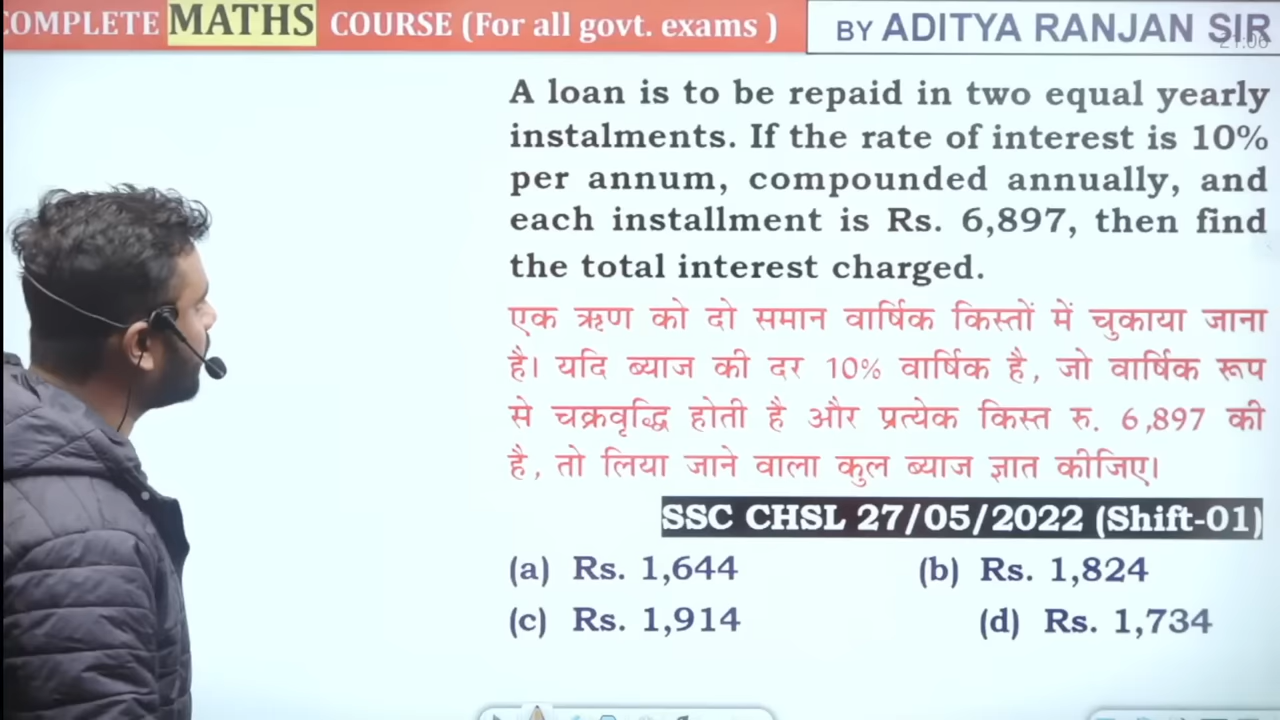 COMPLETE MATHS COURSE (For all govt. exams ) BY ADITYA RANJAN SIR
21:06
A loan is to be repaid in two equal yearly
instalments. If the rate of interest is 10%
per annum, compounded annually, and
each installment is Rs. 6,897, then find
the total interest charged.
एक ऋण को दो समान वार्षिक किस्तों में चुकाया जाना
है। यदि ब्याज की दर 10% वार्षिक है, जो वार्षिक रूप
से चक्रवृद्धि होती है और प्रत्येक किस्त रु. 6,897 की
है, तो लिया जाने वाला कुल ब्याज ज्ञात कीजिए।
SSC CHSL 27/05/2022 (Shift-01)
(a) Rs. 1,644 (b) Rs. 1,824
(c) Rs. 1,914 (d) Rs. 1,734